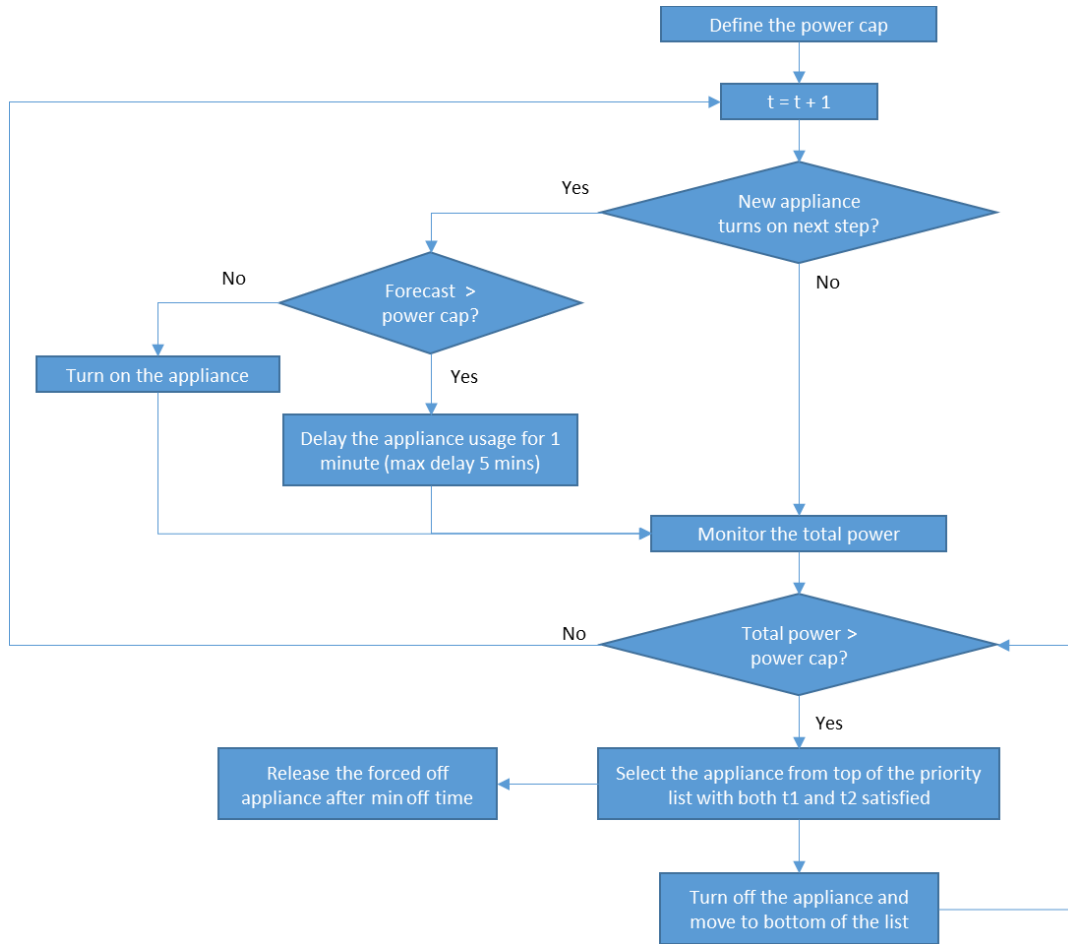 Define the power cap
t = t + 1
Yes
New appliance
turns on next step?
No
No
Forecast >
power cap?
Turn on the appliance
Yes
Delay the appliance usage for 1
minute (max delay 5 mins)
Monitor the total power
No
Total power >
power cap?
Yes
Release the forced off
appliance after min off time
Select the appliance from top of the priority
list with both t1 and t2 satisfied
Turn off the appliance and
move to bottom of the list